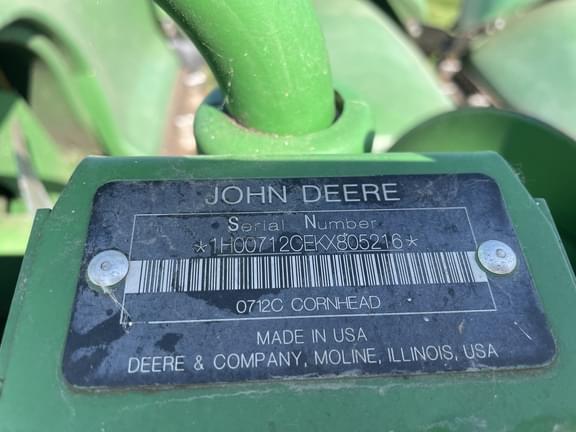 JOHN DEERE
Serial Number
*1H00712CEKX805216*
0712C CORNHEAD
MADE IN USA
DEERE & COMPANY, MOLINE, ILLINOIS, USA